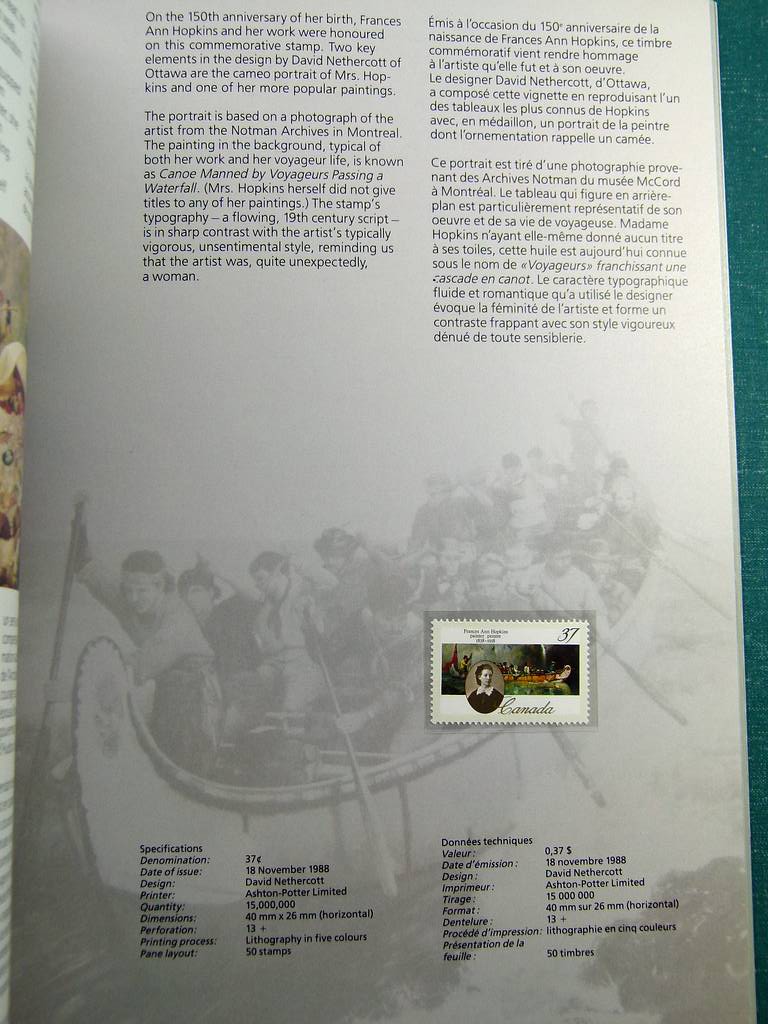 On the 150th anniversary of her birth, Frances
Ann Hopkins and her work were honoured
on this commemorative stamp. Two key
elements in the design by David Nethercott of
Ottawa are the cameo portrait of Mrs. Hop-
kins and one of her more popular paintings.
The portrait is based on a photograph of the
artist from the Notman Archives in Montreal.
The painting in the background, typical of
both her work and her voyageur life, is known
as Canoe Manned by Voyageurs Passing a
Waterfall. (Mrs. Hopkins herself did not give
titles to any of her paintings.) The stamp's
typography – a flowing, 19th century script –
is in sharp contrast with the artist's typically
vigorous, unsentimental style, reminding us
that the artist was, quite unexpectedly,
a woman.
Émis à l'occasion du 150e anniversaire de la
naissance de Frances Ann Hopkins, ce timbre
commémoratif vient rendre hommage
à l'artiste qu'elle fut et à son oeuvre.
Le designer David Nethercott, d'Ottawa,
a composé cette vignette en reproduisant l'un
des tableaux les plus connus de Hopkins
avec, en médaillon, un portrait de la peintre
dont l'ornementation rappelle un camée.
Ce portrait est tiré d'une photographie prove-
nant des Archives Notman du musée McCord
à Montréal. Le tableau qui figure en arrière-
plan est particulièrement représentatif de son
oeuvre et de sa vie de voyageuse. Madame
Hopkins n'ayant elle-même donné aucun titre
à ses toiles, cette huile est aujourd'hui connue
sous le nom de «Voyageurs» franchissant une
cascade en canot. Le caractère typographique
fluide et romantique qu'a utilisé le designer
évoque la féminité de l'artiste et forme un
contraste frappant avec son style vigoureux
dénué de toute sensiblerie.
Frances Ann Hopkins
painter peintre
1838-1918
37
Canada
Specifications
Denomination: 37¢
Date of issue: 18 November 1988
Design: David Nethercott
Printer: Ashton-Potter Limited
Quantity: 15,000,000
Dimensions: 40 mm x 26 mm (horizontal)
Perforation: 13 +
Printing process: Lithography in five colours
Pane layout: 50 stamps
Données techniques
Valeur: 0,37 $
Date d'émission: 18 novembre 1988
Design: David Nethercott
Imprimeur: Ashton-Potter Limited
Tirage: 15 000 000
Format: 40 mm sur 26 mm (horizontal)
Dentelure: 13 +
Procédé d'impression: lithographie en cinq couleurs
Présentation de la
feuille: 50 timbres